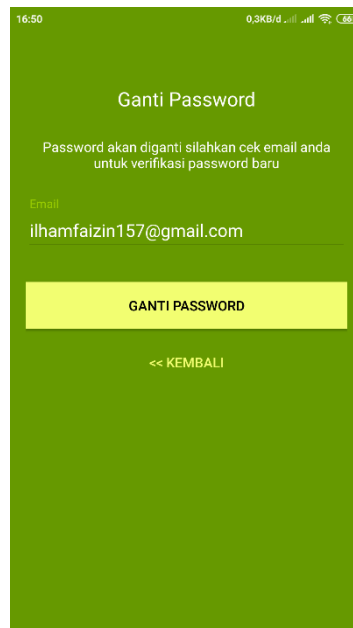 16:50 0,3KB/d 66
Ganti Password
Password akan diganti silahkan cek email anda
untuk verifikasi password baru
Email
ilhamfaizin157@gmail.com
GANTI PASSWORD
<< KEMBALI